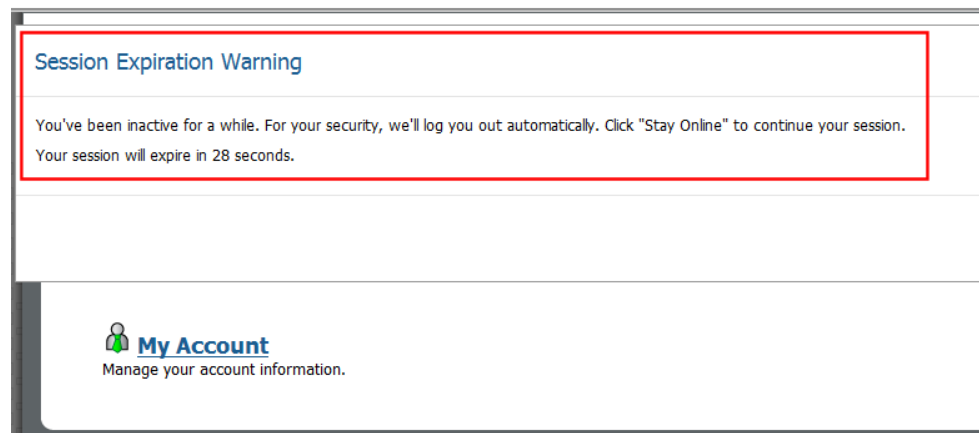 Session Expiration Warning
You've been inactive for a while. For your security, we'll log you out automatically. Click "Stay Online" to continue your session.
Your session will expire in 28 seconds.
My Account
Manage your account information.